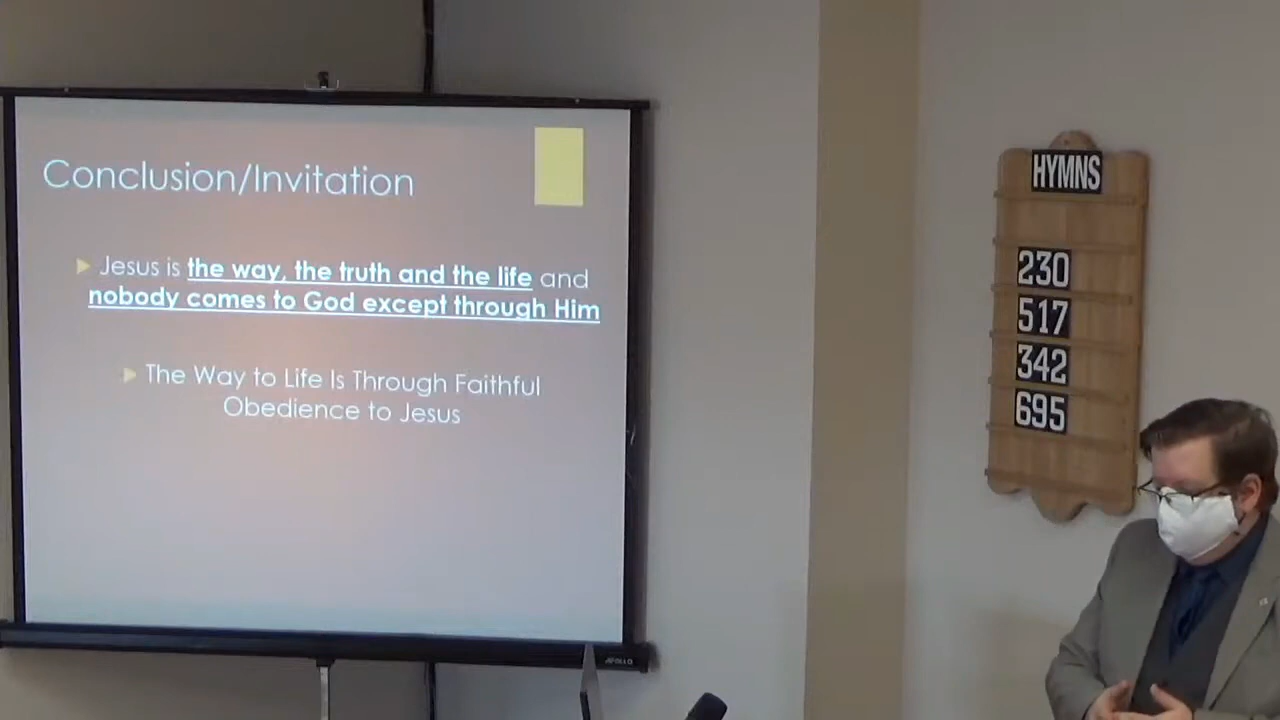 Conclusion/Invitation
Jesus is the way, the truth and the life and
nobody comes to God except through Him
The Way to Life Is Through Faithful
Obedience to Jesus
APOLLO
HYMNS
230
517
342
695